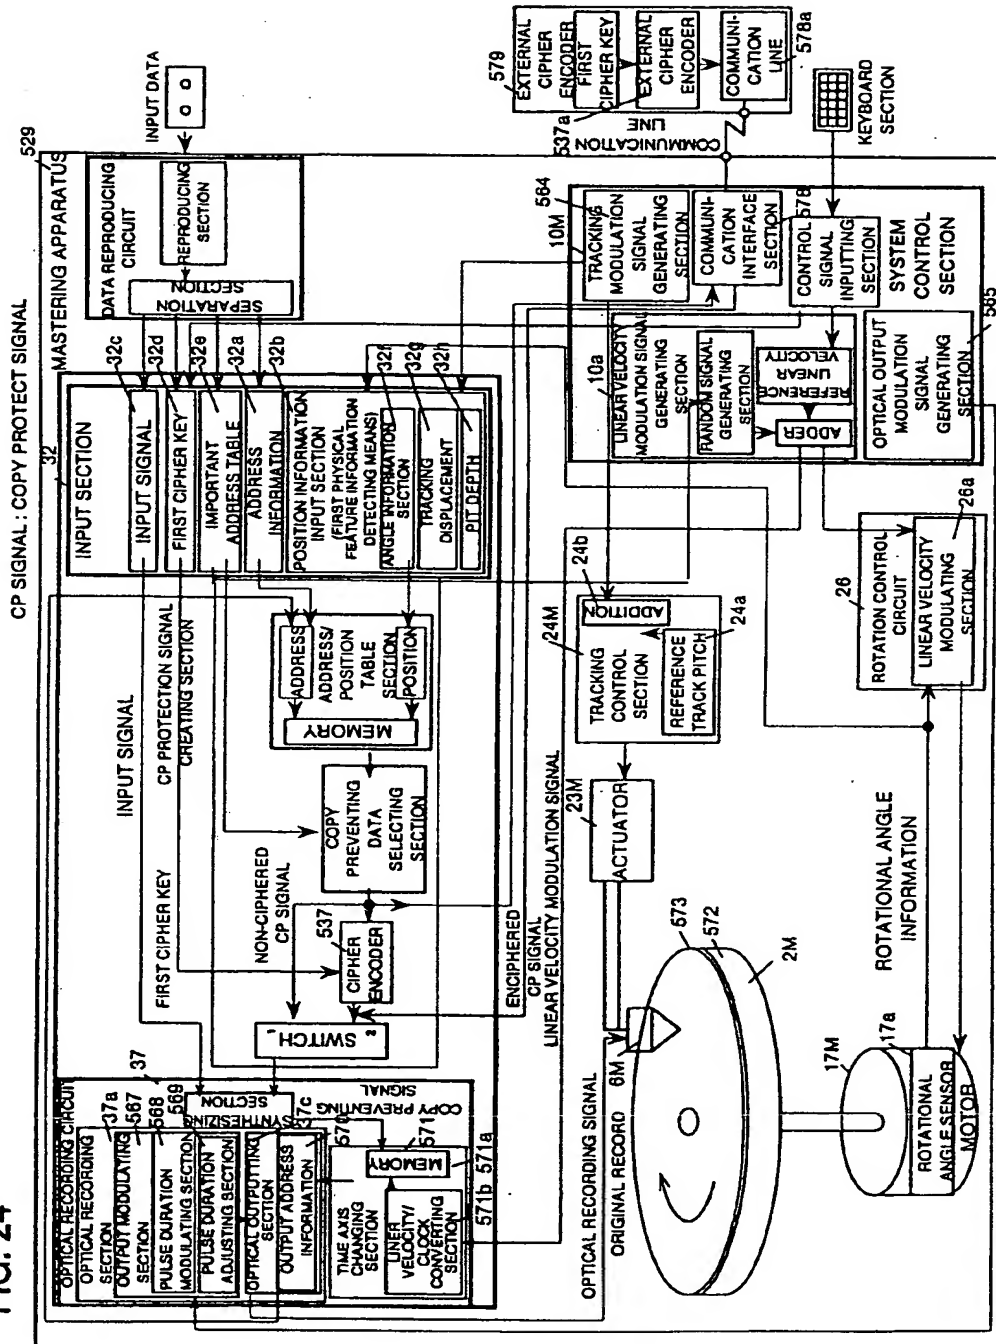 FIG. 24
CP SIGNAL : COPY PROTECT SIGNAL
MASTERING APPARATUS
529
INPUT DATA
DATA REPRODUCING
CIRCUIT
REPRODUCING
SECTION
SEPARATION
SECTION
579
EXTERNAL
CIPHER
ENCODER
FIRST
CIPHER KEY
EXTERNAL
CIPHER
ENCODER
537a
COMMUNI-
CATION
LINE
578a
COMMUNICATION
LINE
KEYBOARD
SECTION
32
INPUT SECTION
INPUT SIGNAL
32c
FIRST CIPHER KEY
32d
IMPORTANT
ADDRESS TABLE
32e
ADDRESS
INFORMATION
32a
POSITION INFORMATION
INPUT SECTION
(FIRST PHYSICAL
FEATURE INFORMATION
DETECTING MEANS)
32b
ANGLE INFORMATION
SECTION
32f
TRACKING
DISPLACEMENT
32g
PIT DEPTH
32h
10M
TRACKING
MODULATION
SIGNAL
GENERATING
SECTION
564
COMMUNI-
CATION
INTERFACE
SECTION
578
CONTROL
SIGNAL
INPUTTING
SECTION
SYSTEM
CONTROL
SECTION
10a
LINEAR VELOCITY
MODULATION SIGNAL
GENERATING
SECTION
RANDOM SIGNAL
GENERATING
SECTION
REFERENCE
LINEAR
VELOCITY
ADDER
OPTICAL OUTPUT
MODULATION
SIGNAL
GENERATING
SECTION
565
INPUT SIGNAL
CP PROTECTION SIGNAL
CREATING SECTION
FIRST CIPHER KEY
ADDRESS
ADDRESS/
POSITION
TABLE
SECTION
POSITION
MEMORY
COPY
PREVENTING
DATA
SELECTING
SECTION
NON-CIPHERED
CP SIGNAL
537
CIPHER
ENCODER
SWITCH
1
2
ENCIPHERED
CP SIGNAL
LINEAR VELOCITY MODULATION SIGNAL
24M
TRACKING
CONTROL
SECTION
24b
ADDITION
REFERENCE
TRACK PITCH
24a
23M
ACTUATOR
26
ROTATION CONTROL
CIRCUIT
LINEAR VELOCITY
MODULATING
SECTION
26a
OPTICAL RECORDING CIRCUIT
37
OPTICAL RECORDING
SECTION
37a
OUTPUT MODULATING
SECTION
567
PULSE DURATION
MODULATING SECTION
568
PULSE DURATION
ADJUSTING SECTION
569
SYNTHESIZING
SECTION
OPTICAL OUTPUTTING
SECTION
37c
OUTPUT ADDRESS
INFORMATION
570
COPY PREVENTING
SIGNAL
TIME AXIS
CHANGING
SECTION
571
MEMORY
571a
LINER
VELOCITY/
CLOCK
CONVERTING
SECTION
571b
OPTICAL RECORDING SIGNAL
ORIGINAL RECORD
6M
573
572
2M
ROTATIONAL ANGLE
INFORMATION
17M
17a
ROTATIONAL
ANGLE SENSOR
MOTOR